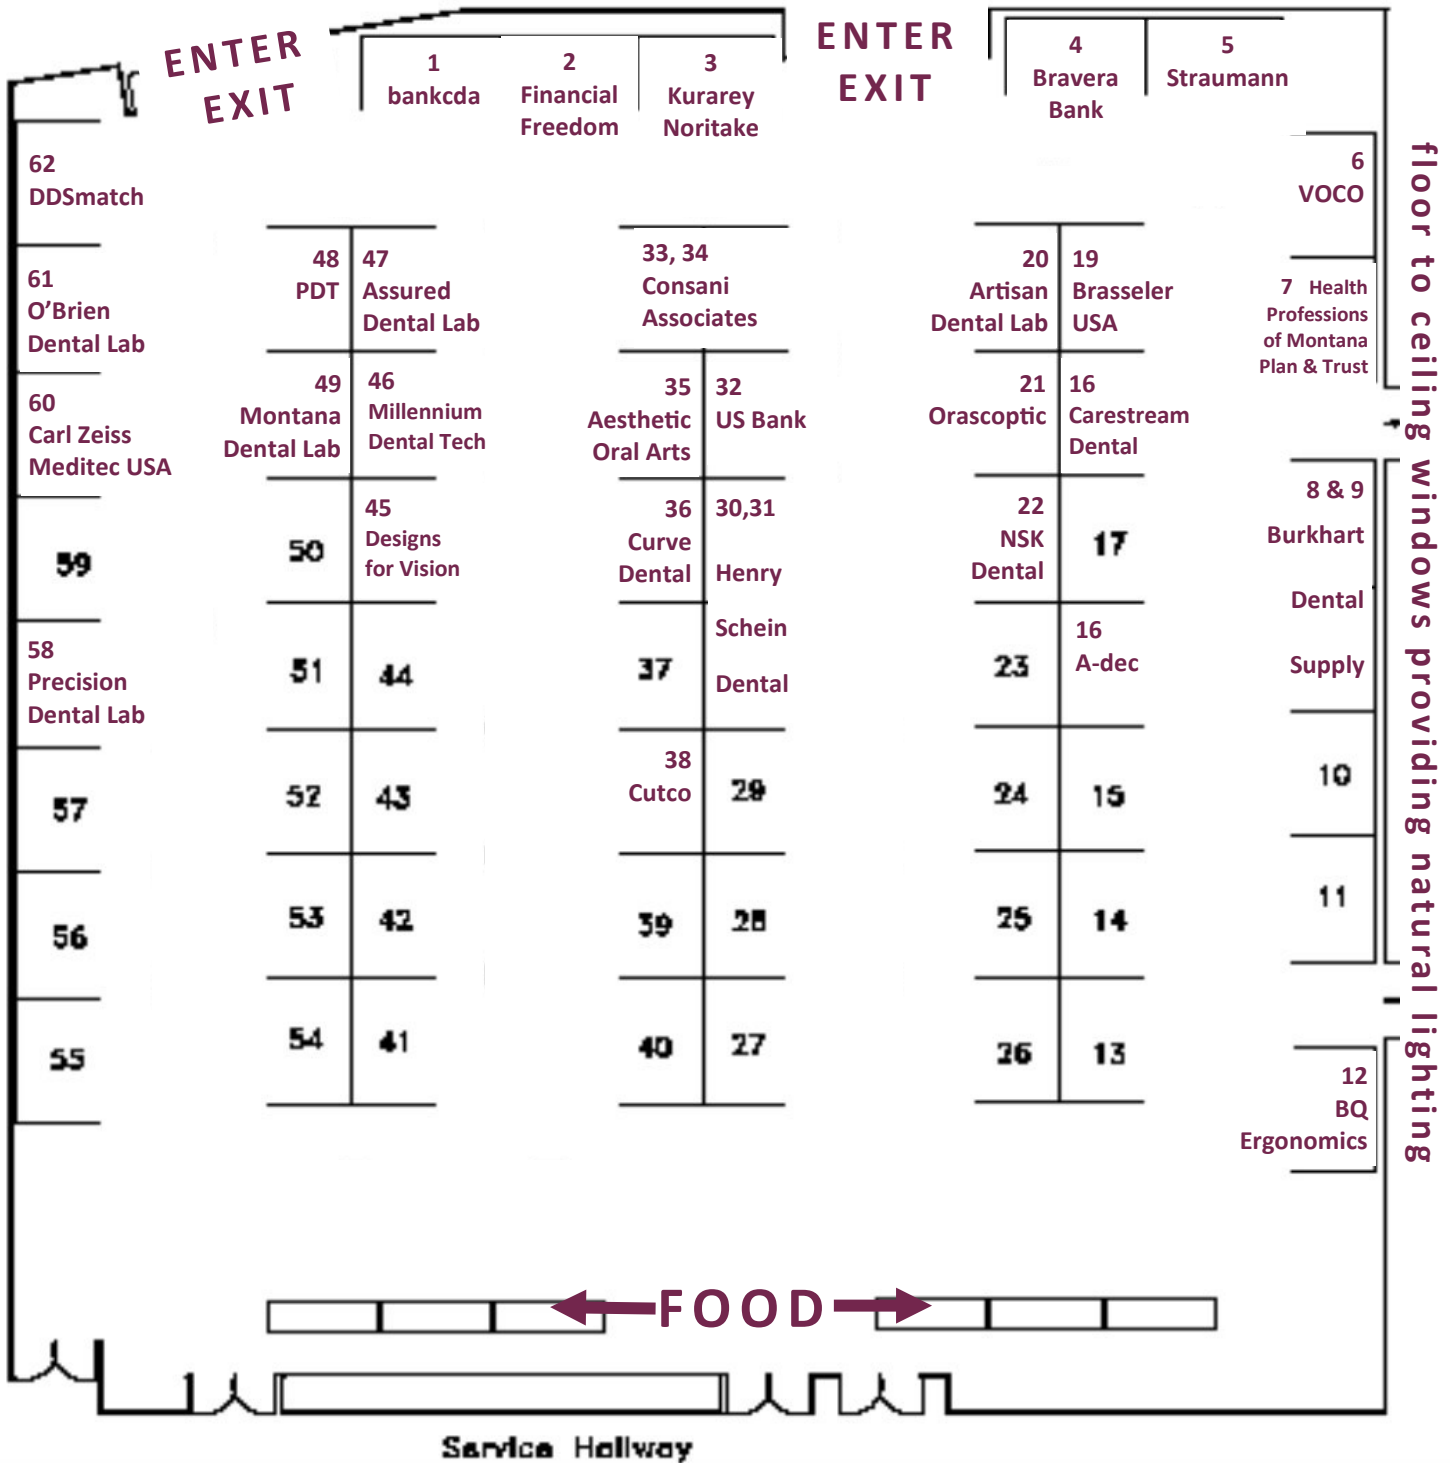 ENTER
EXIT
ENTER
EXIT
1
bankcda
2
Financial
Freedom
3
Kurarey
Noritake
4
Bravera
Bank
5
Straumann
62
DDSmatch
61
O’Brien
Dental Lab
60
Carl Zeiss
Meditec USA
59
58
Precision
Dental Lab
57
56
55
48
PDT
49
Montana
Dental Lab
50
51
52
53
54
47
Assured
Dental Lab
46
Millennium
Dental Tech
45
Designs
for Vision
44
43
42
41
33, 34
Consani
Associates
35
Aesthetic
Oral Arts
36
Curve
Dental
37
38
Cutco
39
40
32
US Bank
30,31
Henry
Schein
Dental
29
28
27
20
Artisan
Dental Lab
21
Orascoptic
22
NSK
Dental
23
24
25
26
19
Brasseler
USA
16
Carestream
Dental
17
16
A-dec
15
14
13
6
VOCO
7 Health
Professions
of Montana
Plan & Trust
8 & 9
Burkhart
Dental
Supply
10
11
12
BQ
Ergonomics
floor to ceiling windows providing natural lighting
FOOD
Service Hallway